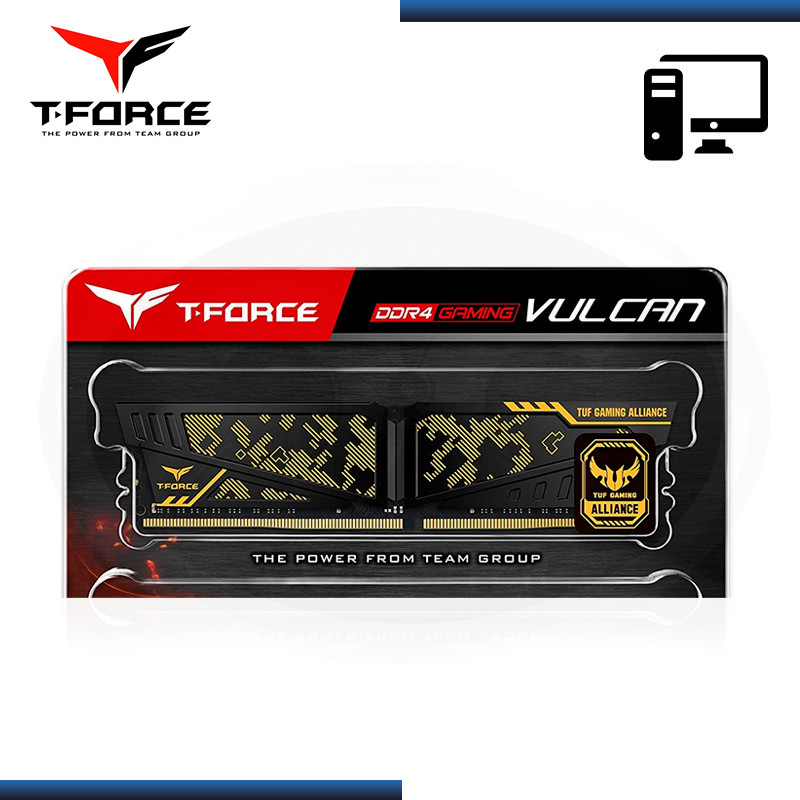 T-FORCE
THE POWER FROM TEAM GROUP
T-FORCE
DDR4 GAMING VULCAN
TUF GAMING ALLIANCE
T-FORCE
TUF GAMING
ALLIANCE
THE POWER FROM TEAM GROUP